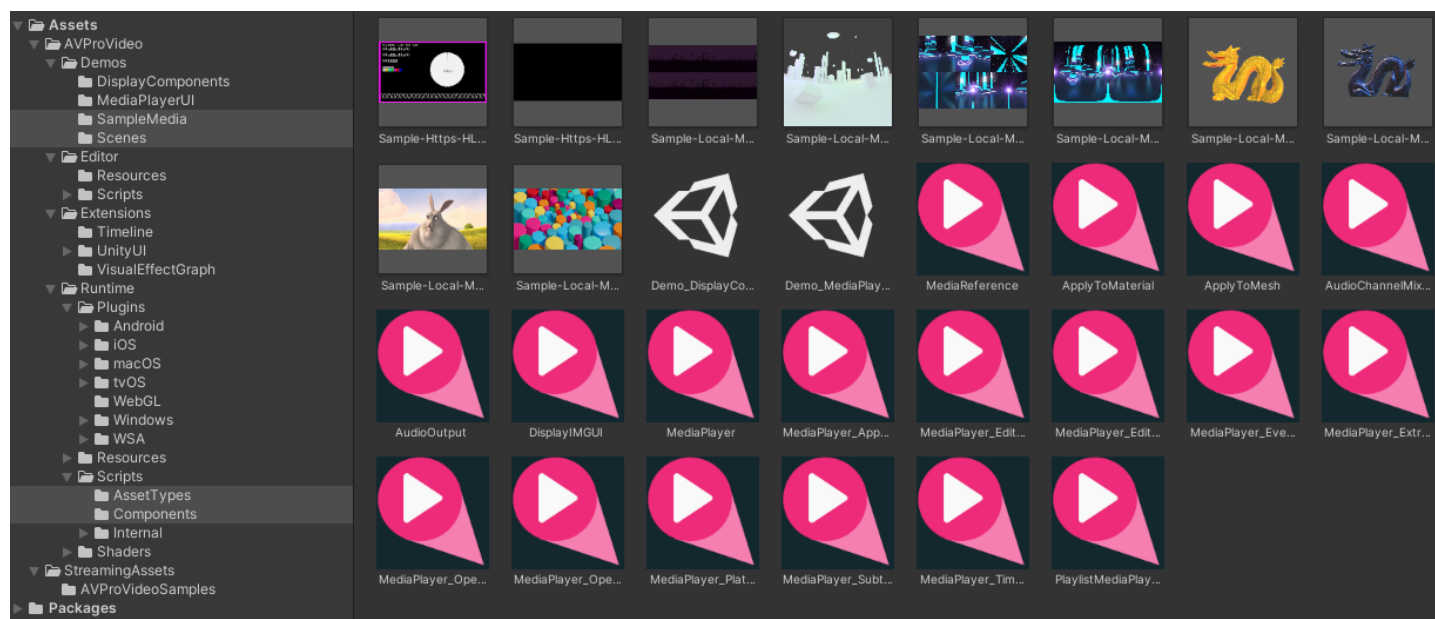 Assets
AVProVideo
Demos
DisplayComponents
MediaPlayerUI
SampleMedia
Scenes
Editor
Resources
Scripts
Extensions
Timeline
UnityUI
VisualEffectGraph
Runtime
Plugins
Android
iOS
macOS
tvOS
WebGL
Windows
WSA
Resources
Scripts
AssetTypes
Components
Internal
Shaders
StreamingAssets
AVProVideoSamples
Packages
Sample-Https-HL... Sample-Https-HL... Sample-Local-M... Sample-Local-M... Sample-Local-M... Sample-Local-M... Sample-Local-M... Sample-Local-M...
Sample-Local-M... Sample-Local-M... Demo_DisplayCo... Demo_MediaPlay... MediaReference ApplyToMaterial ApplyToMesh AudioChannelMix...
AudioOutput DisplayIMGUI MediaPlayer MediaPlayer_App... MediaPlayer_Edit... MediaPlayer_Edit... MediaPlayer_Eve... MediaPlayer_Extr...
MediaPlayer_Ope... MediaPlayer_Ope... MediaPlayer_Plat... MediaPlayer_Subt... MediaPlayer_Tim... PlaylistMediaPlay...